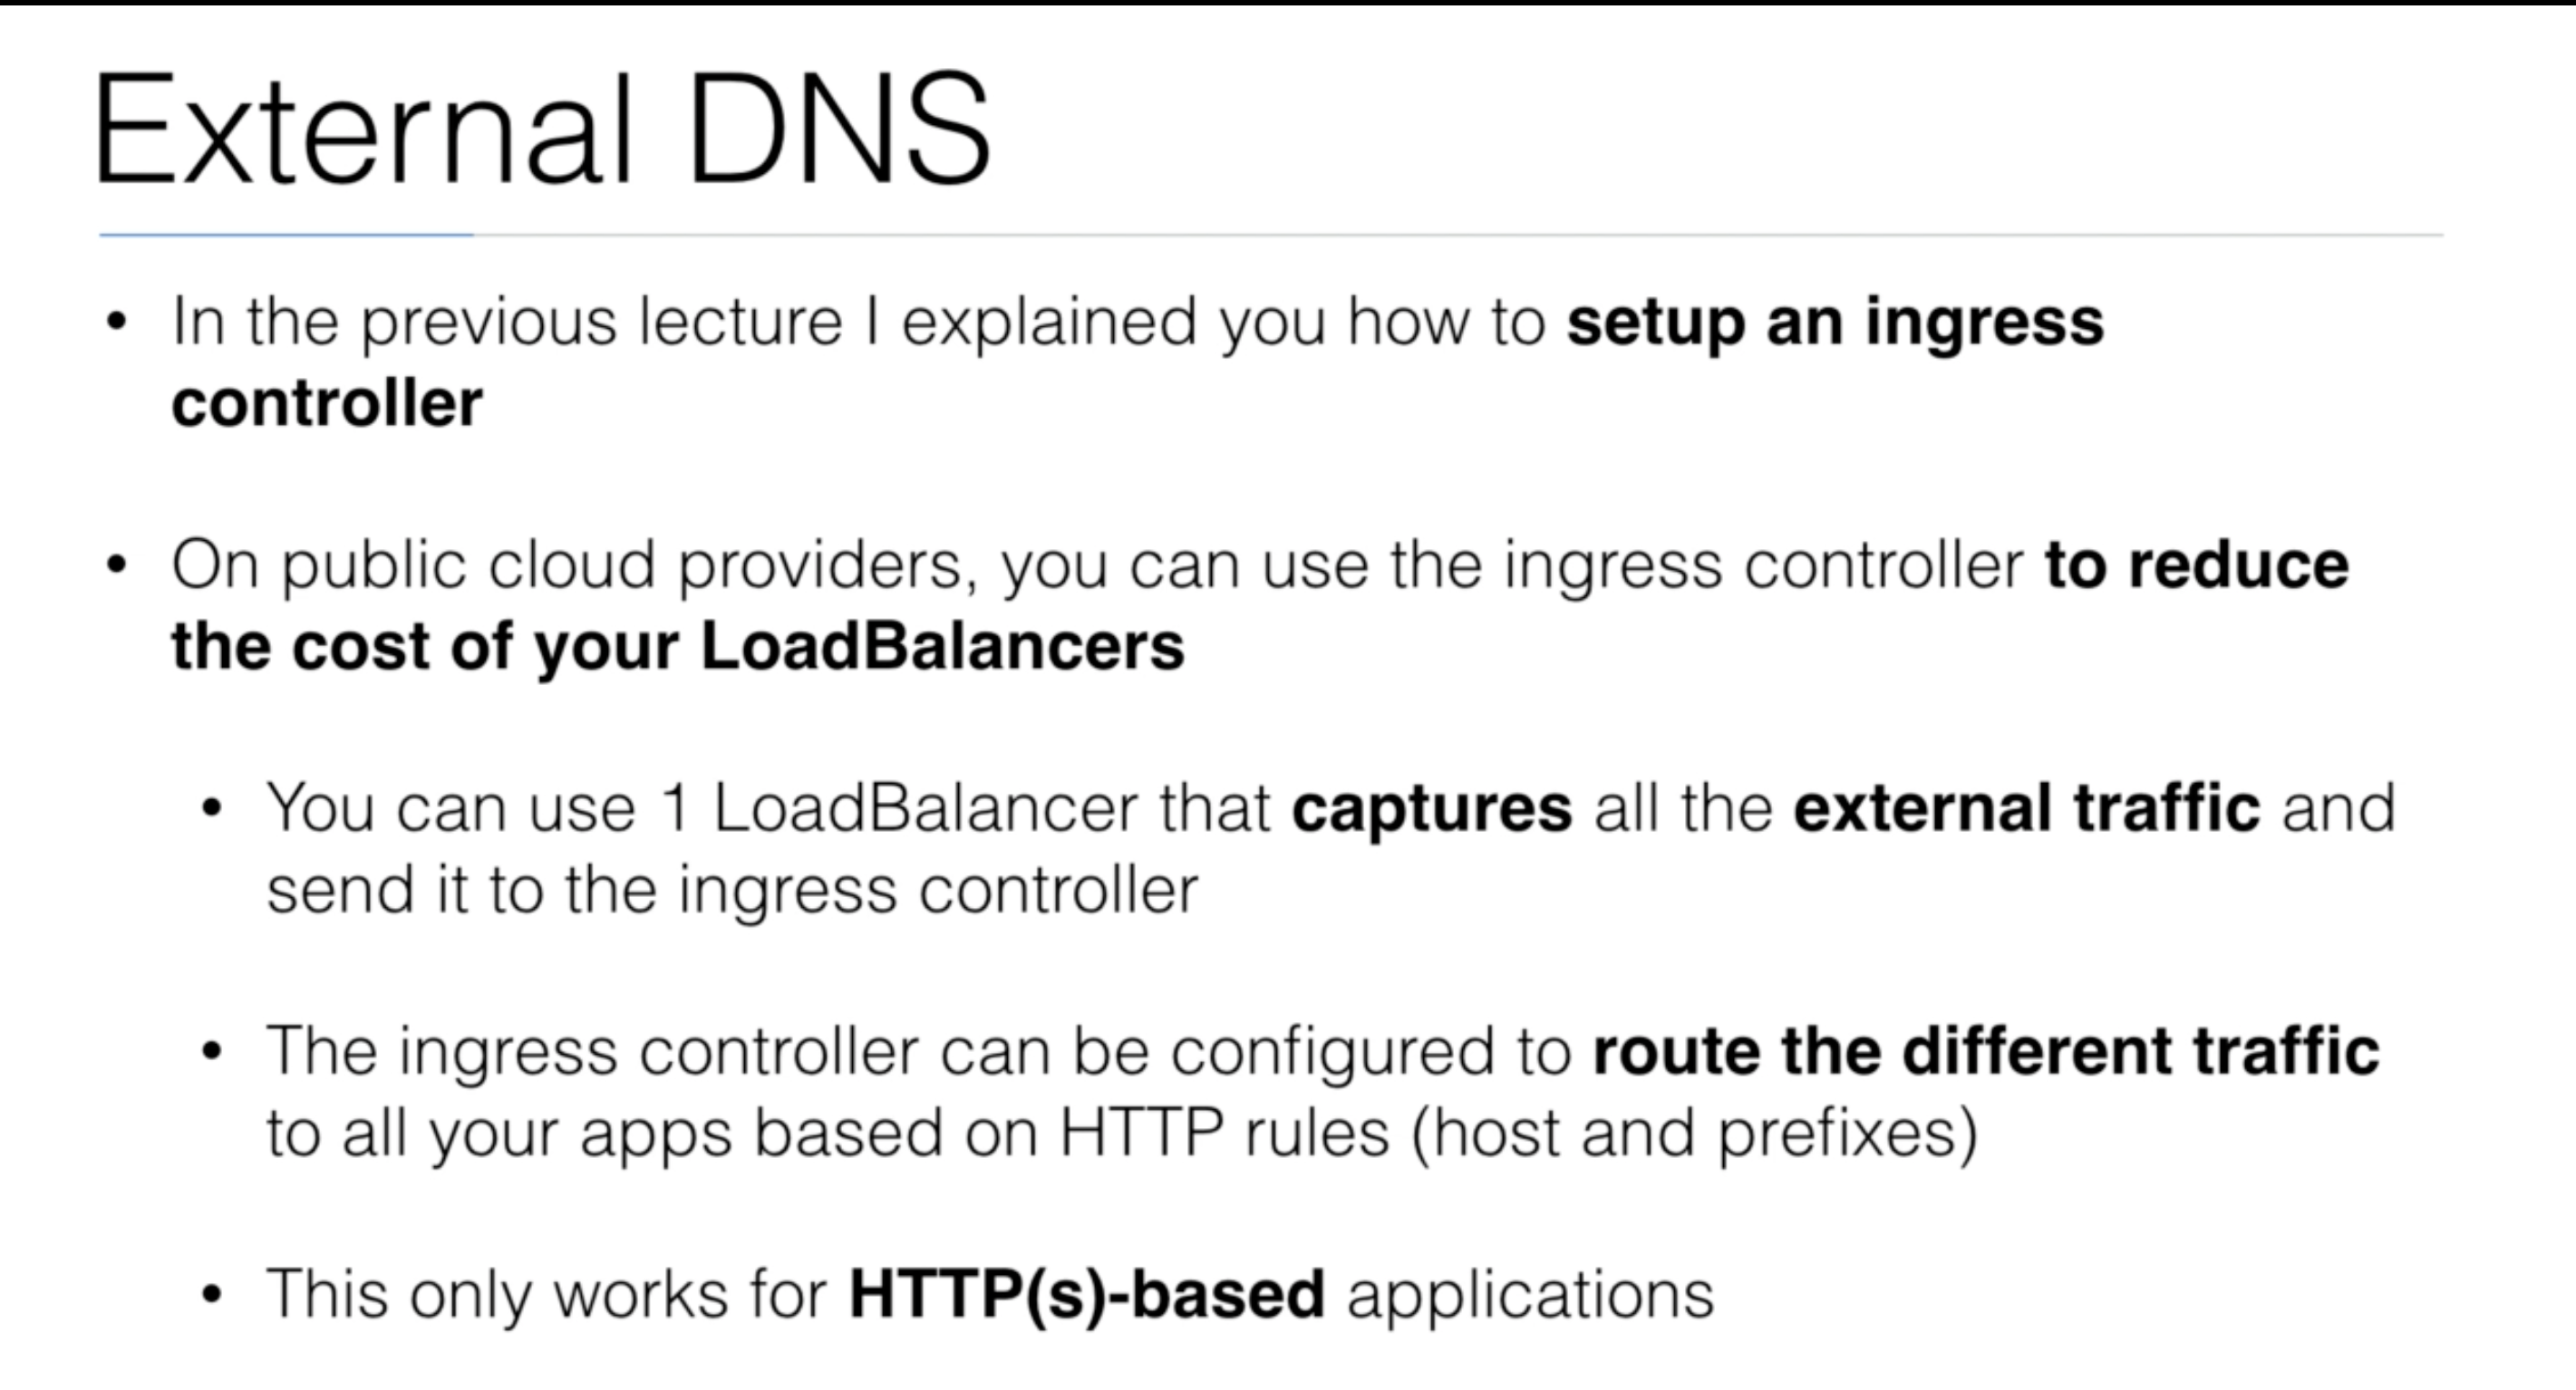 External DNS
• In the previous lecture I explained you how to setup an ingress
controller
• On public cloud providers, you can use the ingress controller to reduce
the cost of your LoadBalancers
• You can use 1 LoadBalancer that captures all the external traffic and
send it to the ingress controller
• The ingress controller can be configured to route the different traffic
to all your apps based on HTTP rules (host and prefixes)
• This only works for HTTP(s)-based applications